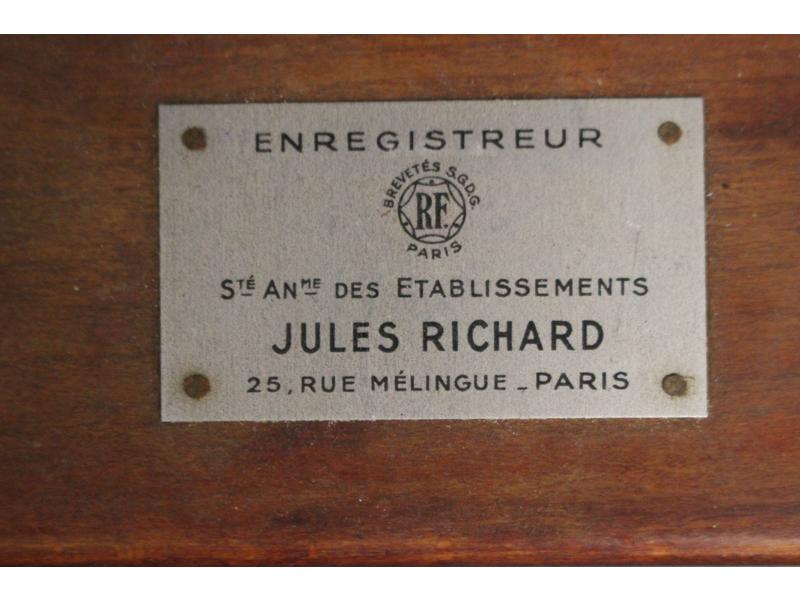 ENREGISTREUR
BREVETÉS S.G.D.G.
RF.
PARIS
STÉ ANME DES ETABLISSEMENTS
JULES RICHARD
25, RUE MÉLINGUE - PARIS